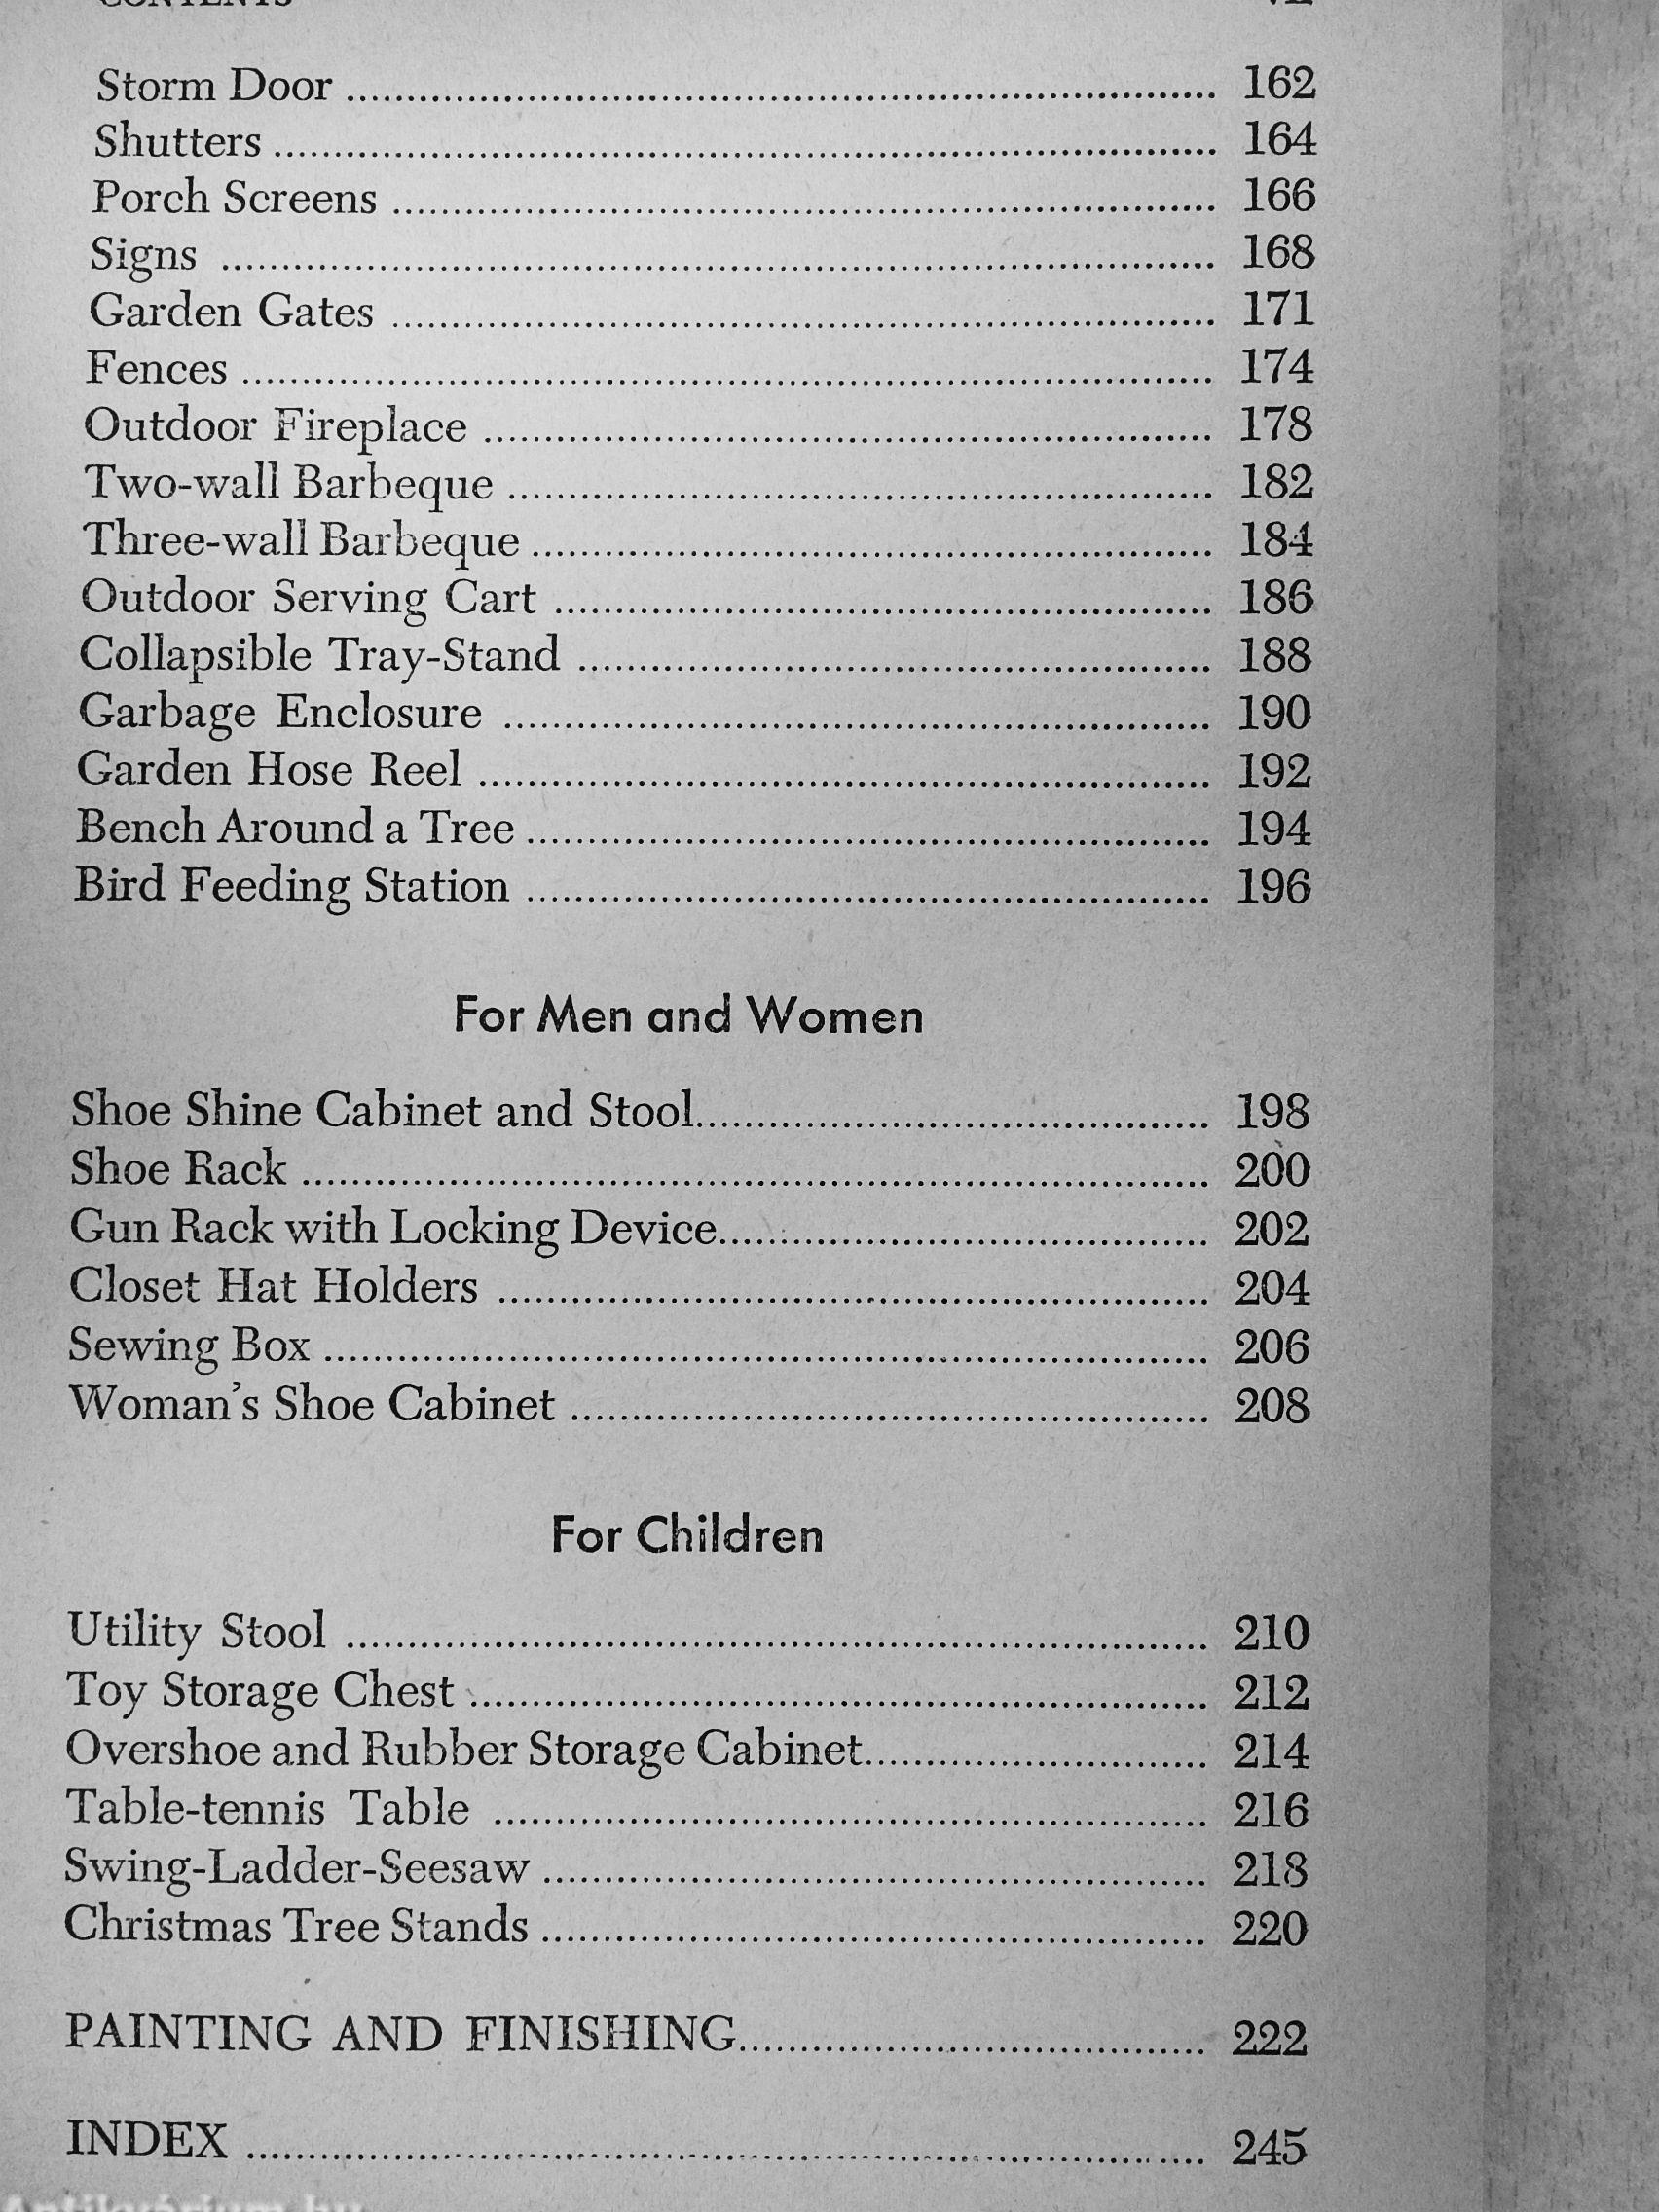 CONTENTS vii
Storm Door ........................ 162
Shutters ........................ 164
Porch Screens ........................ 166
Signs ........................ 168
Garden Gates ........................ 171
Fences ........................ 174
Outdoor Fireplace ........................ 178
Two-wall Barbeque ........................ 182
Three-wall Barbeque ........................ 184
Outdoor Serving Cart ........................ 186
Collapsible Tray-Stand ........................ 188
Garbage Enclosure ........................ 190
Garden Hose Reel ........................ 192
Bench Around a Tree ........................ 194
Bird Feeding Station ........................ 196
For Men and Women
Shoe Shine Cabinet and Stool........................ 198
Shoe Rack ........................ 200
Gun Rack with Locking Device........................ 202
Closet Hat Holders ........................ 204
Sewing Box ........................ 206
Woman's Shoe Cabinet ........................ 208
For Children
Utility Stool ........................ 210
Toy Storage Chest ........................ 212
Overshoe and Rubber Storage Cabinet........................ 214
Table-tennis Table ........................ 216
Swing-Ladder-Seesaw ........................ 218
Christmas Tree Stands ........................ 220
PAINTING AND FINISHING........................ 222
INDEX ........................ 245
Antikvárium.hu